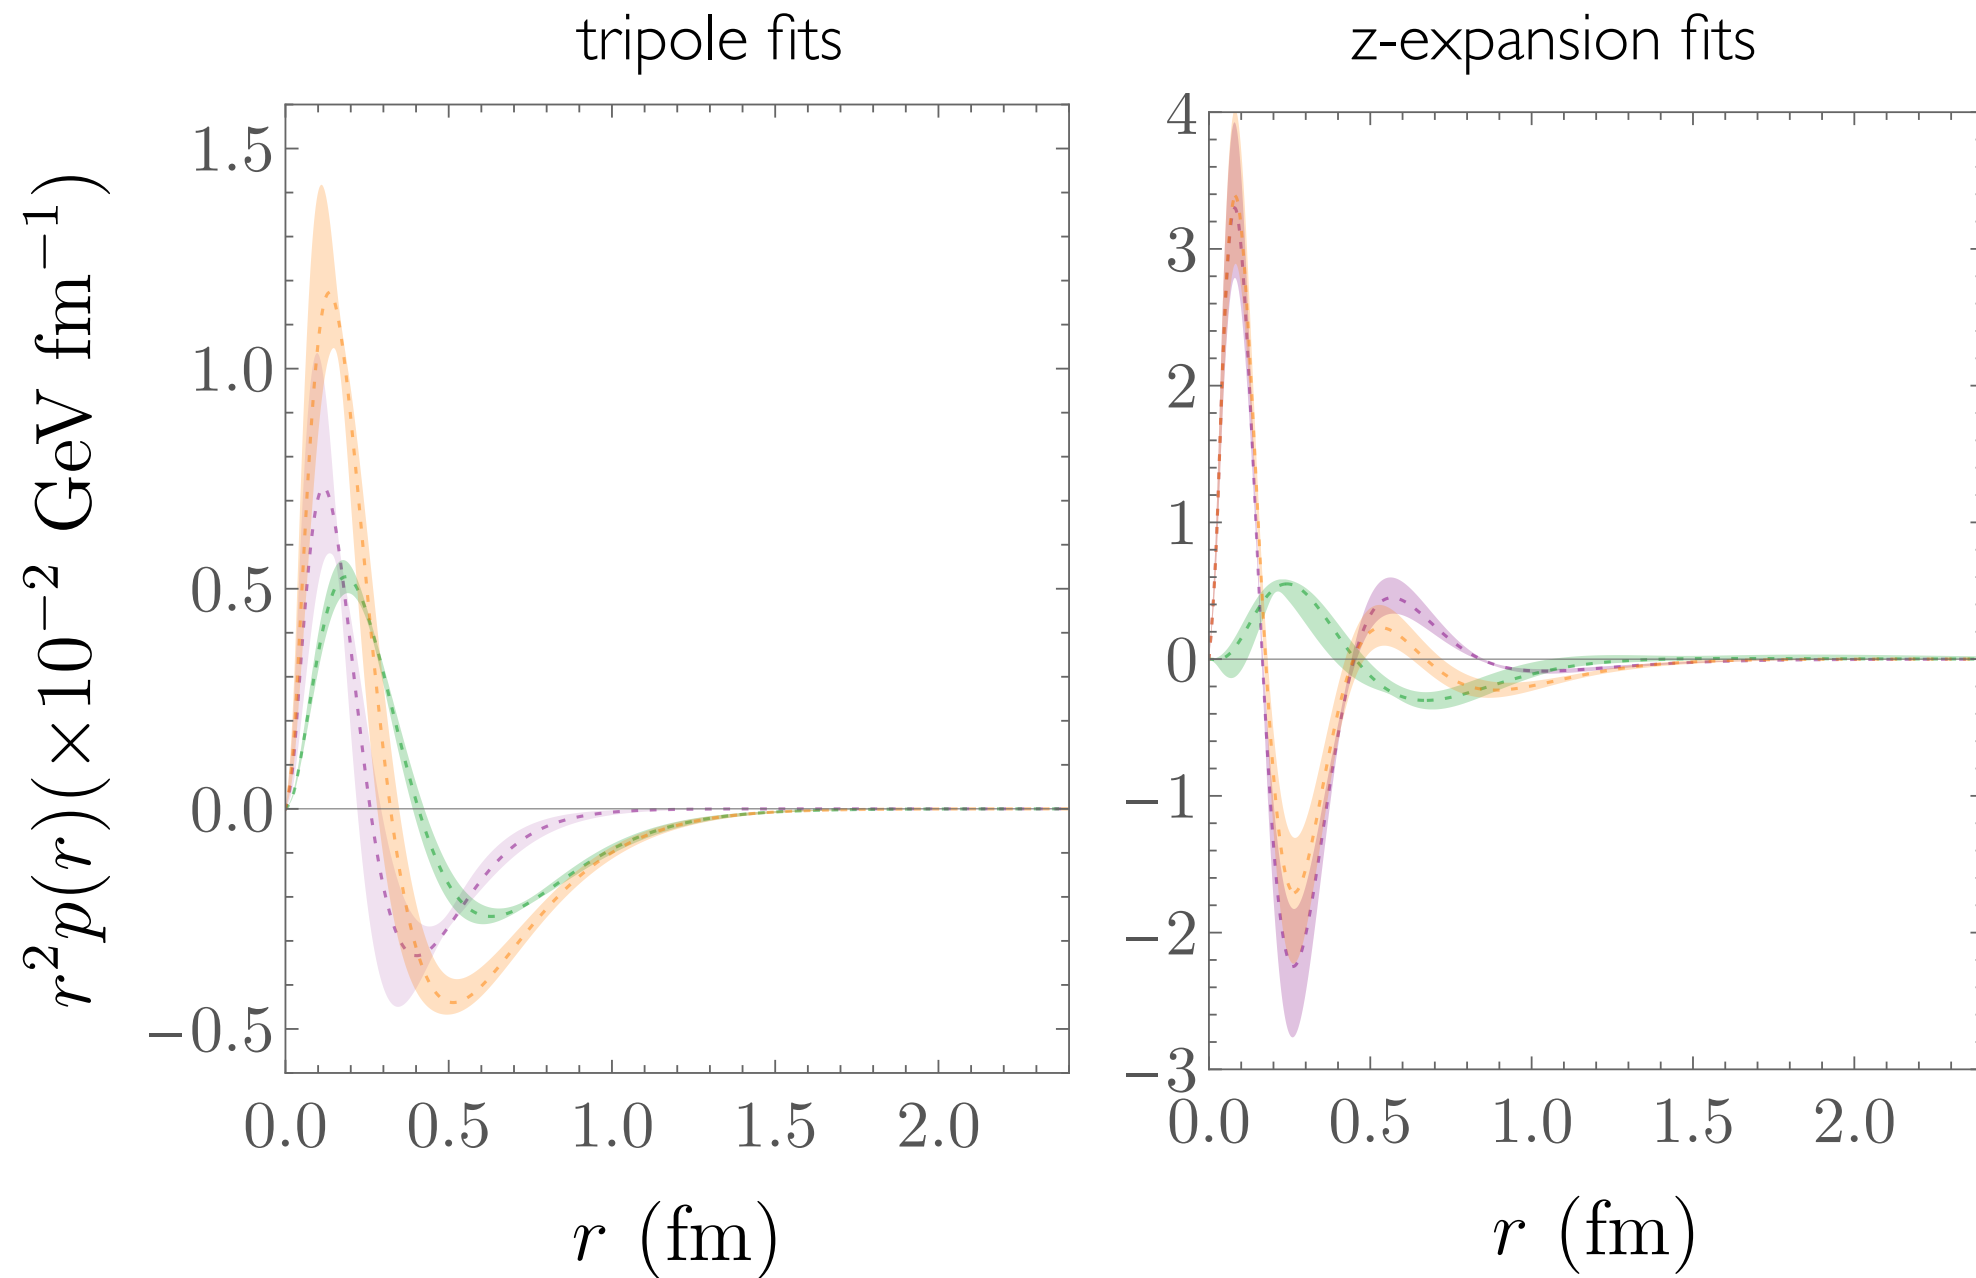 tripole fits
z-expansion fits
r²p(r)(×10⁻² GeV fm⁻¹)
1.5
1.0
0.5
0.0
−0.5
0.0 0.5 1.0 1.5 2.0
r (fm)
4
3
2
1
0
−1
−2
−3
0.0 0.5 1.0 1.5 2.0
r (fm)